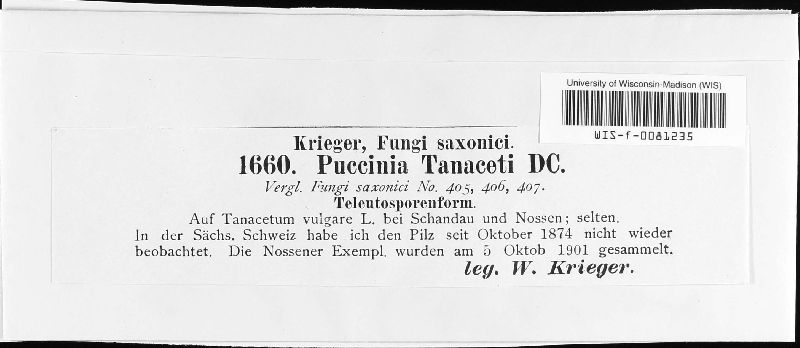 University of Wisconsin-Madison (WIS)
WIS-f-0081235
Krieger, Fungi saxonici.
1660. Puccinia Tanaceti DC.
Vergl. Fungi saxonici No. 405, 406, 407.
Teleutosporenform.
Auf Tanacetum vulgare L. bei Schandau und Nossen; selten.
In der Sächs. Schweiz habe ich den Pilz seit Oktober 1874 nicht wieder
beobachtet. Die Nossener Exempl. wurden am 5 Oktob 1901 gesammelt.
leg. W. Krieger.